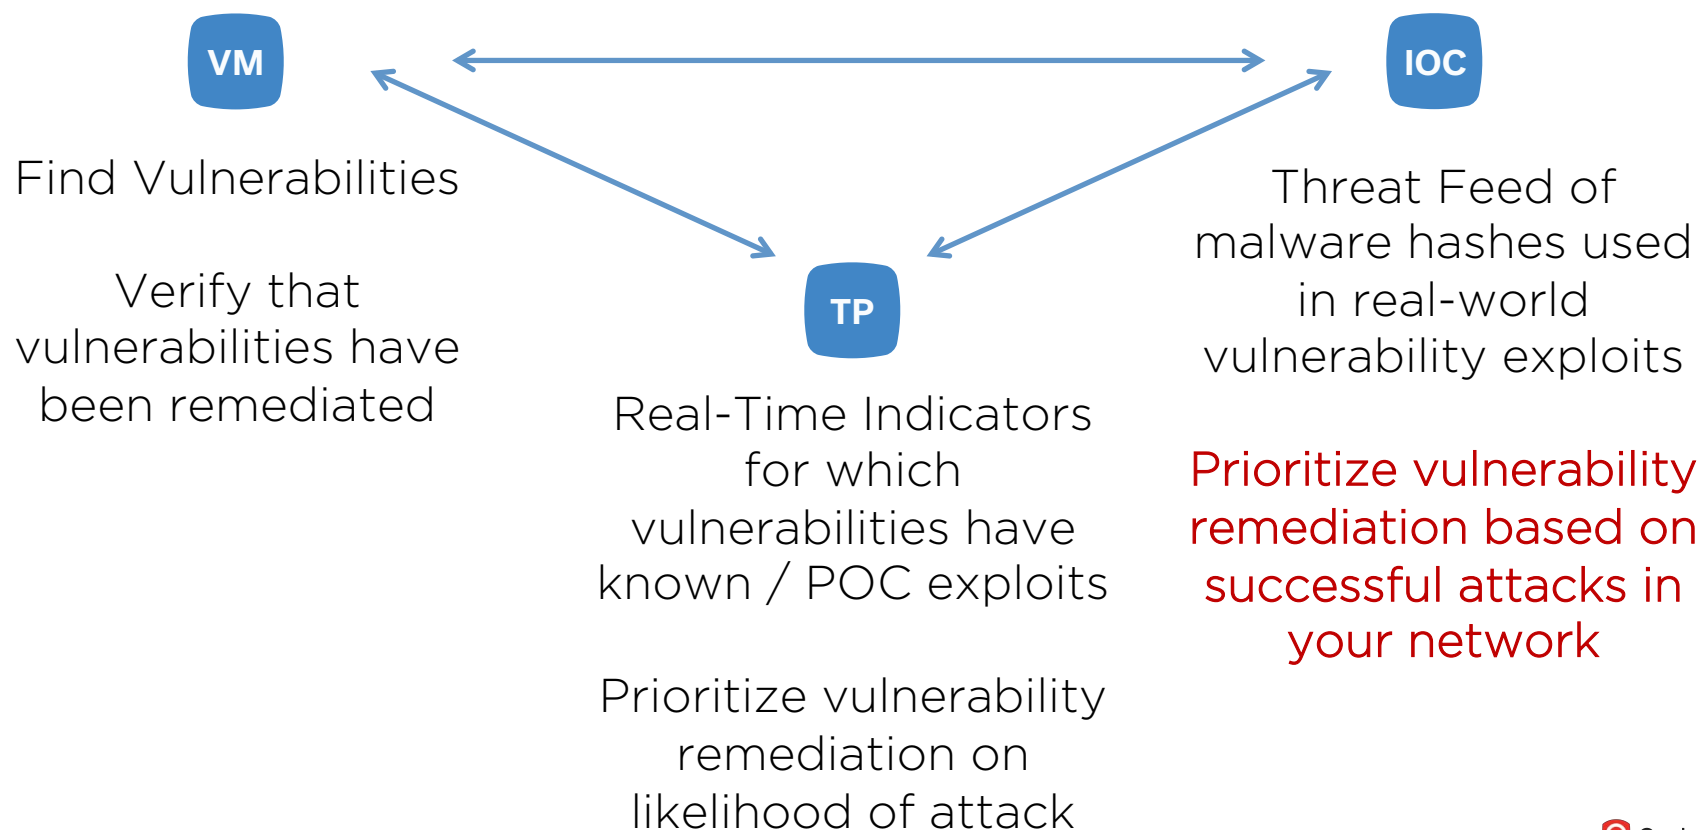 VM
IOC
Find Vulnerabilities
Verify that
vulnerabilities have
been remediated
TP
Real-Time Indicators
for which
vulnerabilities have
known / POC exploits
Prioritize vulnerability
remediation on
likelihood of attack
Threat Feed of
malware hashes used
in real-world
vulnerability exploits
Prioritize vulnerability
remediation based on
successful attacks in
your network